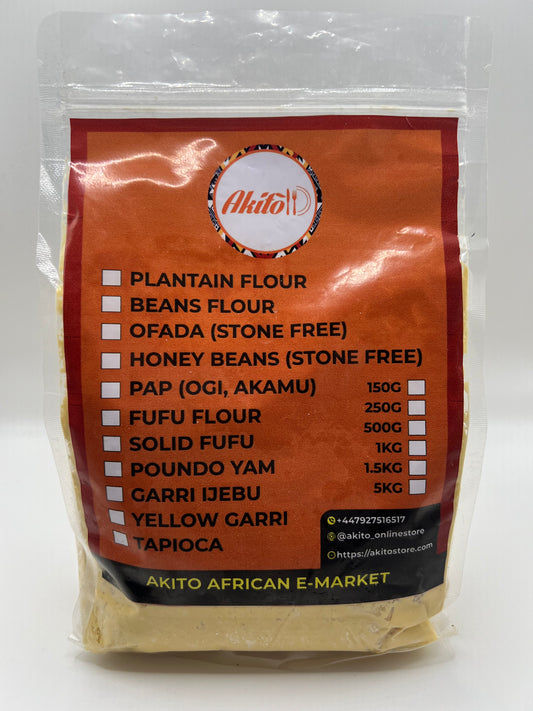 Akito
PLANTAIN FLOUR
BEANS FLOUR
OFADA (STONE FREE)
HONEY BEANS (STONE FREE)
PAP (OGI, AKAMU)
FUFU FLOUR
SOLID FUFU
POUNDO YAM
GARRI IJEBU
YELLOW GARRI
TAPIOCA
150G
250G
500G
1KG
1.5KG
5KG
+447927516517
@akito_onlinestore
https://akitostore.com
AKITO AFRICAN E-MARKET